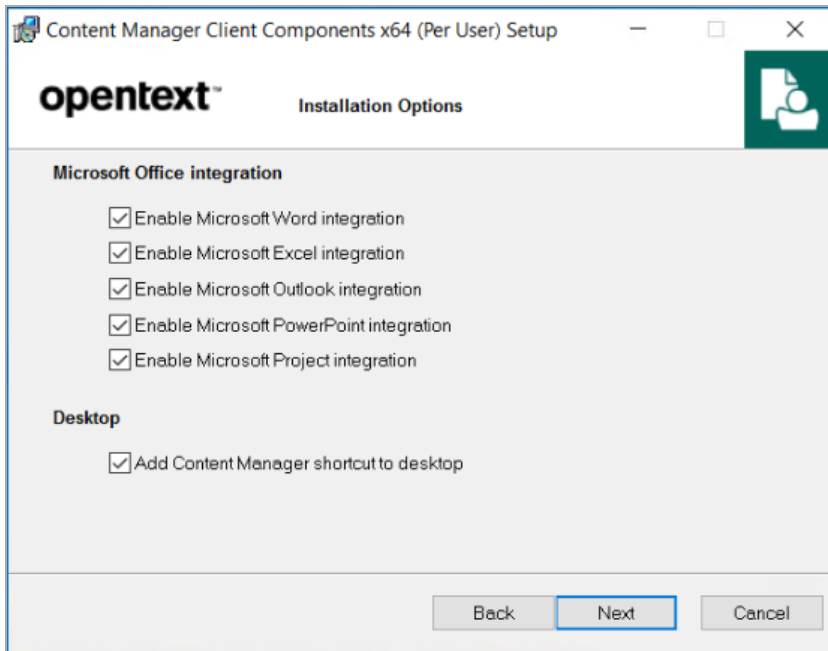 Content Manager Client Components x64 (Per User) Setup
opentext™
Installation Options
Microsoft Office integration
Enable Microsoft Word integration
Enable Microsoft Excel integration
Enable Microsoft Outlook integration
Enable Microsoft PowerPoint integration
Enable Microsoft Project integration
Desktop
Add Content Manager shortcut to desktop
Back Next Cancel